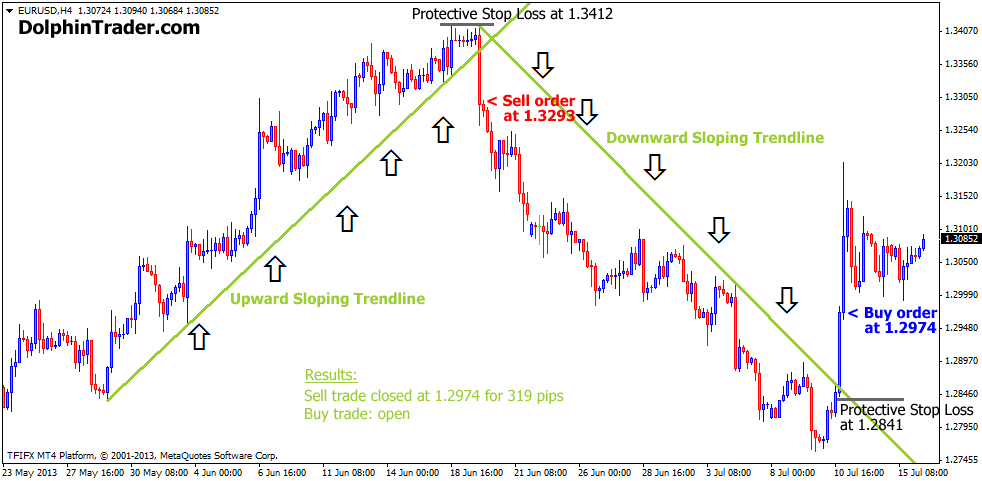 EURUSD,H4 1.30724 1.30940 1.30684 1.30852
DolphinTrader.com
Protective Stop Loss at 1.3412
< Sell order
at 1.3293
Downward Sloping Trendline
Upward Sloping Trendline
< Buy order
at 1.2974
Results:
Sell trade closed at 1.2974 for 319 pips
Buy trade: open
Protective Stop Loss
at 1.2841
TFIFX MT4 Platform, © 2001-2013, MetaQuotes Software Corp.
1.34070
1.33560
1.33050
1.32540
1.32030
1.31520
1.31010
1.30852
1.30500
1.29990
1.29480
1.28970
1.28460
1.27950
1.27455
23 May 2013
27 May 16:00
30 May 08:00
4 Jun 00:00
6 Jun 16:00
11 Jun 08:00
14 Jun 00:00
18 Jun 16:00
21 Jun 08:00
26 Jun 00:00
28 Jun 16:00
3 Jul 08:00
8 Jul 00:00
10 Jul 16:00
15 Jul 08:00